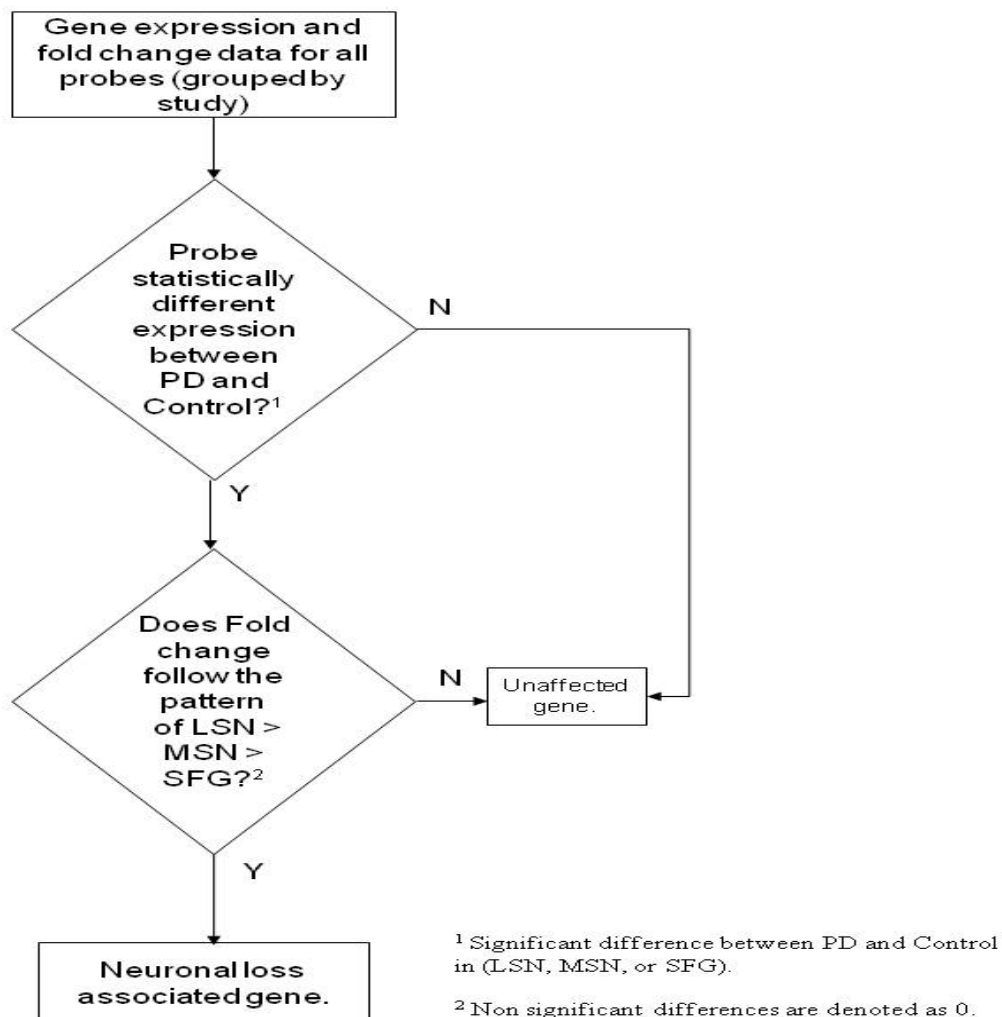 Gene expression and
fold change data for all
probes (grouped by
study)
Probe
statistically
different
expression
between
PD and
Control?¹
N
Y
Does Fold
change
follow the
pattern
of LSN >
MSN >
SFG?²
N
Unaffected
gene.
Y
Neuronal loss
associated gene.
¹ Significant difference between PD and Control
in (LSN, MSN, or SFG).
² Non significant differences are denoted as 0.